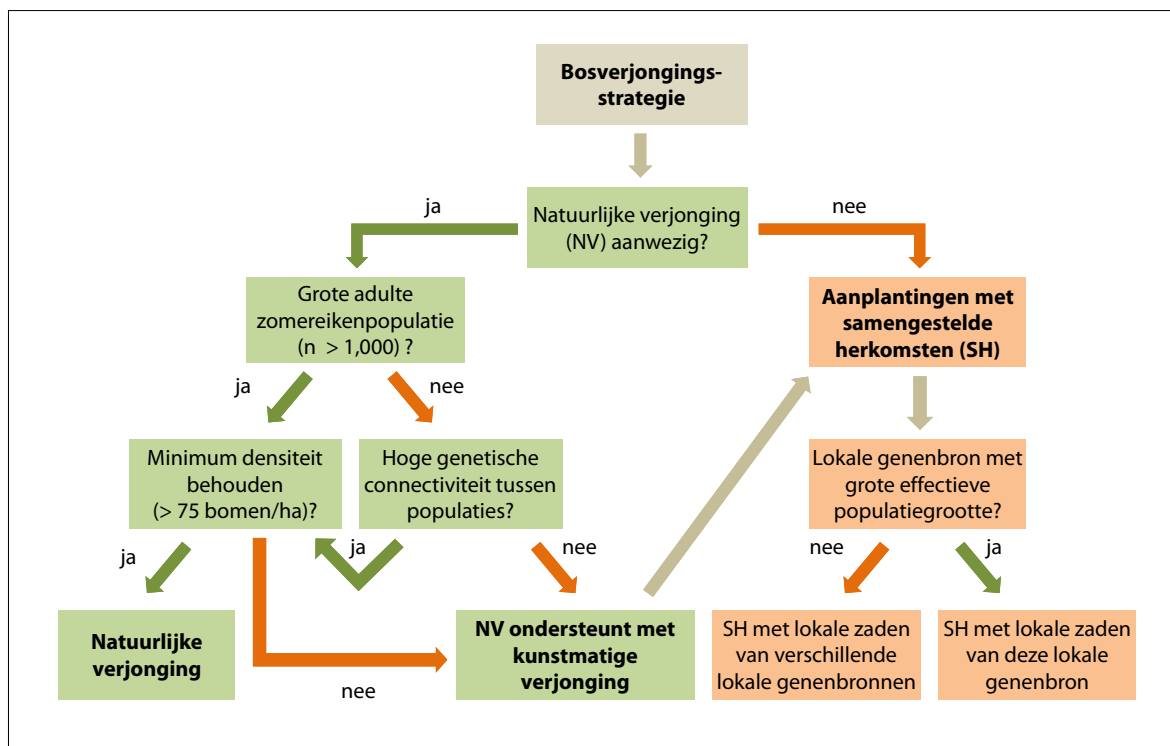 Bosverjongings-
strategie
ja
Natuurlijke verjonging
(NV) aanwezig?
nee
Grote adulte
zomereikenpopulatie
(n > 1,000) ?
Aanplantingen met
samengestelde
herkomsten (SH)
ja
nee
Minimum densiteit
behouden
(> 75 bomen/ha)?
Hoge genetische
connectiviteit tussen
populaties?
Lokale genenbron met
grote effectieve
populatiegrootte?
ja
ja
nee
nee
ja
Natuurlijke
verjonging
nee
NV ondersteunt met
kunstmatige
verjonging
SH met lokale zaden
van verschillende
lokale genenbronnen
SH met lokale zaden
van deze lokale
genenbron